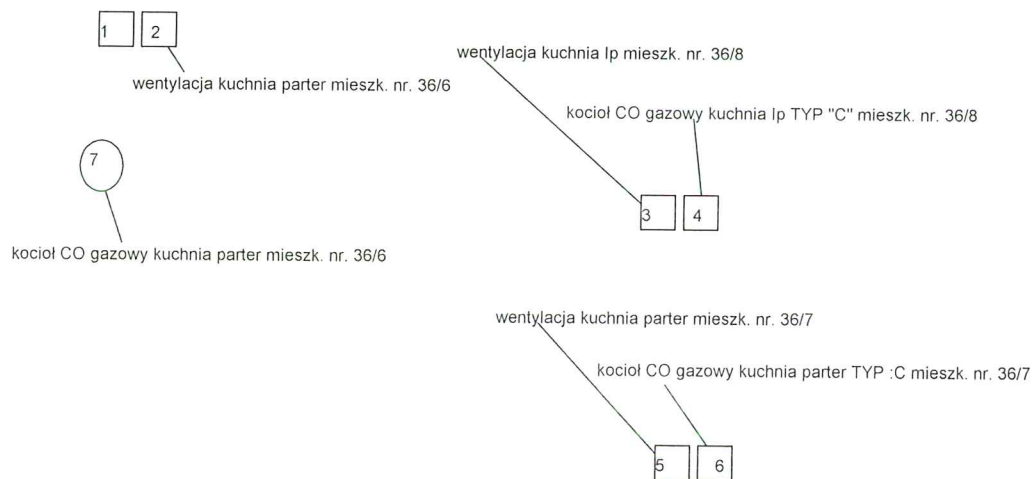 1 2
wentylacja kuchnia parter mieszk. nr. 36/6
7
kocioł CO gazowy kuchnia parter mieszk. nr. 36/6
wentylacja kuchnia Ip mieszk. nr. 36/8
kocioł CO gazowy kuchnia Ip TYP "C" mieszk. nr. 36/8
3 4
wentylacja kuchnia parter mieszk. nr. 36/7
kocioł CO gazowy kuchnia parter TYP :C mieszk. nr. 36/7
5 6